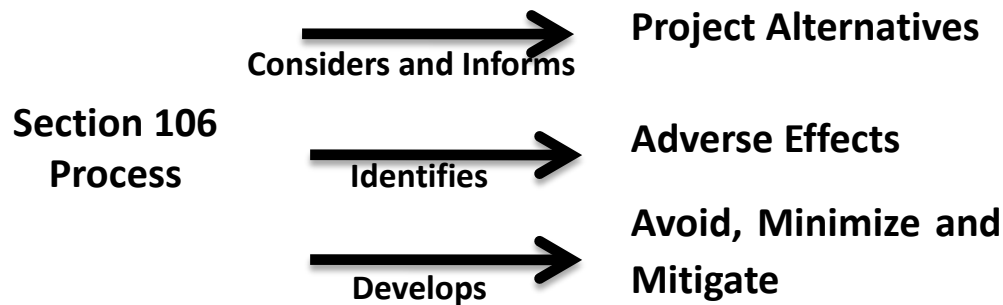 Section 106
Process
Considers and Informs
Project Alternatives
Identifies
Adverse Effects
Develops
Avoid, Minimize and
Mitigate